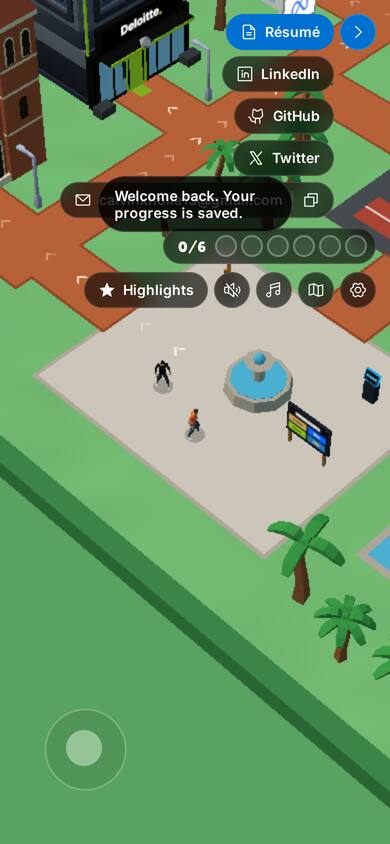 Deloitte.
Résumé
LinkedIn
GitHub
Twitter
Welcome back. Your
progress is saved.
0/6
Highlights